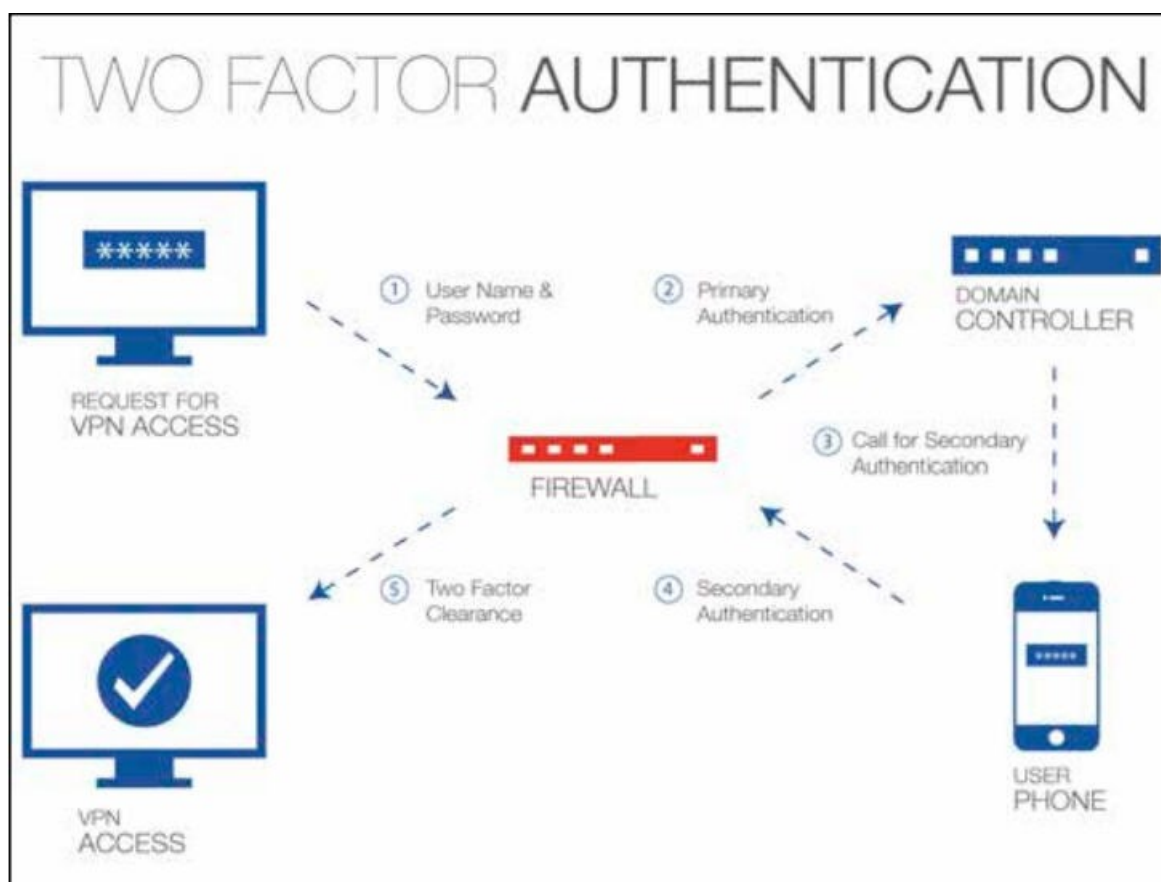 TWO FACTOR AUTHENTICATION
*****
REQUEST FOR
VPN ACCESS
1 User Name &
Password
2 Primary
Authentication
DOMAIN
CONTROLLER
FIREWALL
3 Call for Secondary
Authentication
5 Two Factor
Clearance
4 Secondary
Authentication
*****
USER
PHONE
VPN
ACCESS